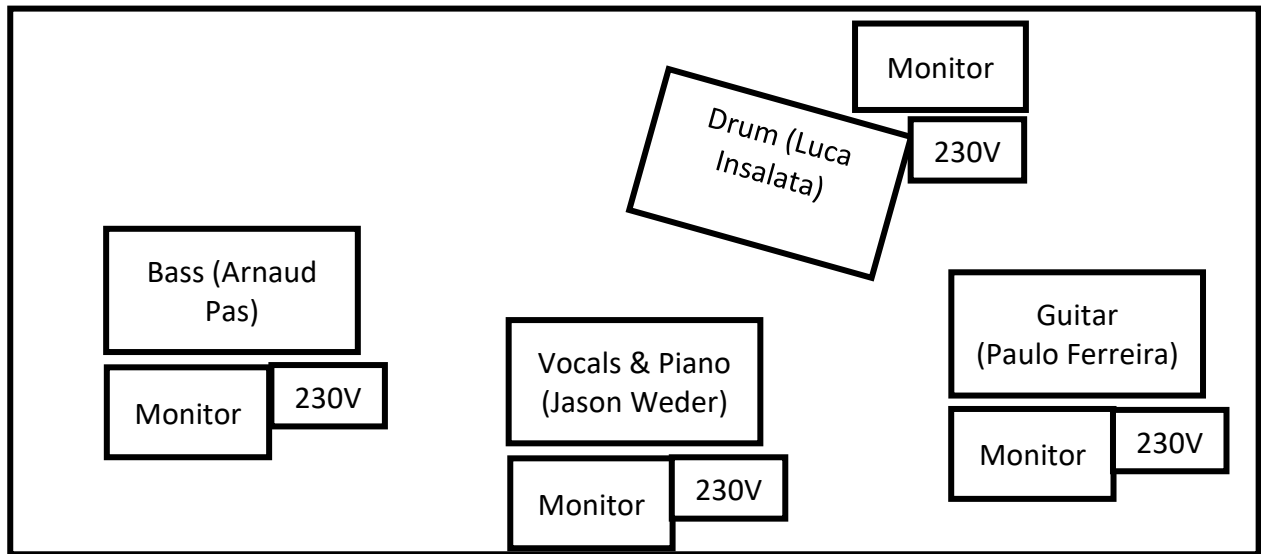 Monitor
Drum (Luca
Insalata)
230V
Bass (Arnaud
Pas)
Monitor
230V
Vocals & Piano
(Jason Weder)
Monitor
230V
Guitar
(Paulo Ferreira)
Monitor
230V